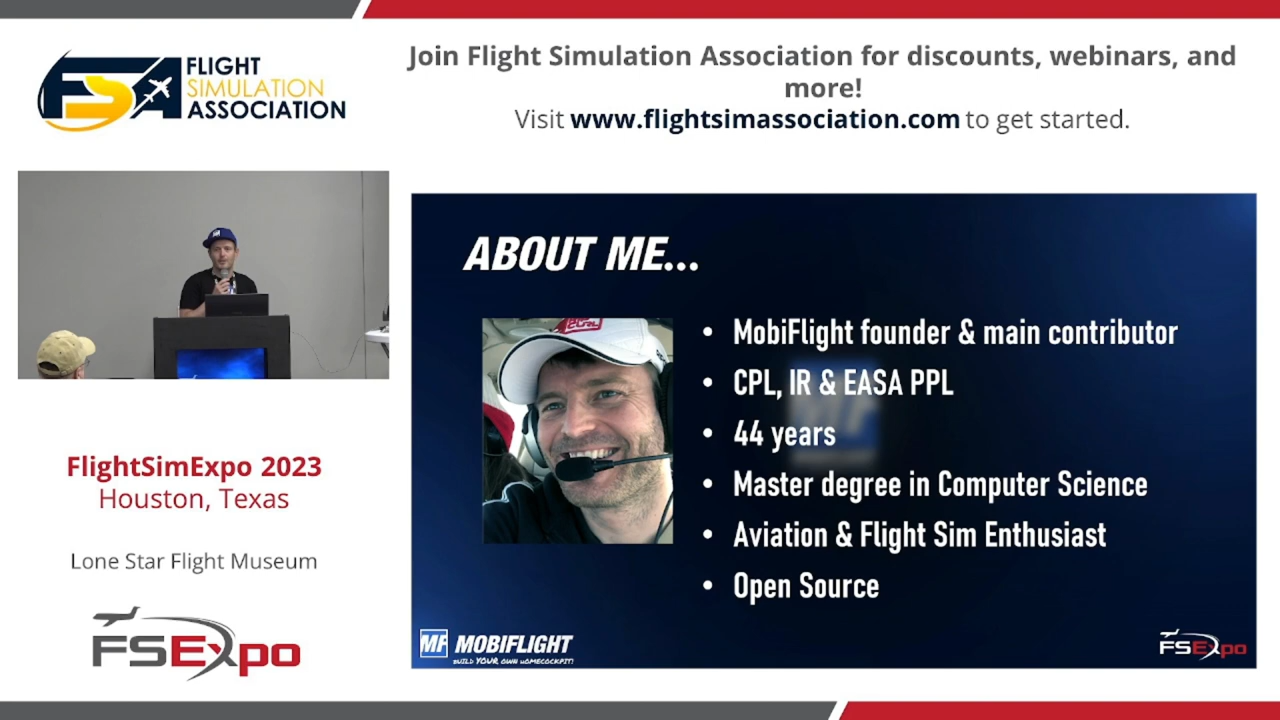 FLIGHT
SIMULATION
ASSOCIATION
Join Flight Simulation Association for discounts, webinars, and
more!
Visit www.flightsimassociation.com to get started.
ABOUT ME...
• MobiFlight founder & main contributor
• CPL, IR & EASA PPL
• 44 years
• Master degree in Computer Science
• Aviation & Flight Sim Enthusiast
• Open Source
MF MOBIFLIGHT
BUILD YOUR OWN HOMECOCKPIT!
FSExpo
FlightSimExpo 2023
Houston, Texas
Lone Star Flight Museum
FSExpo